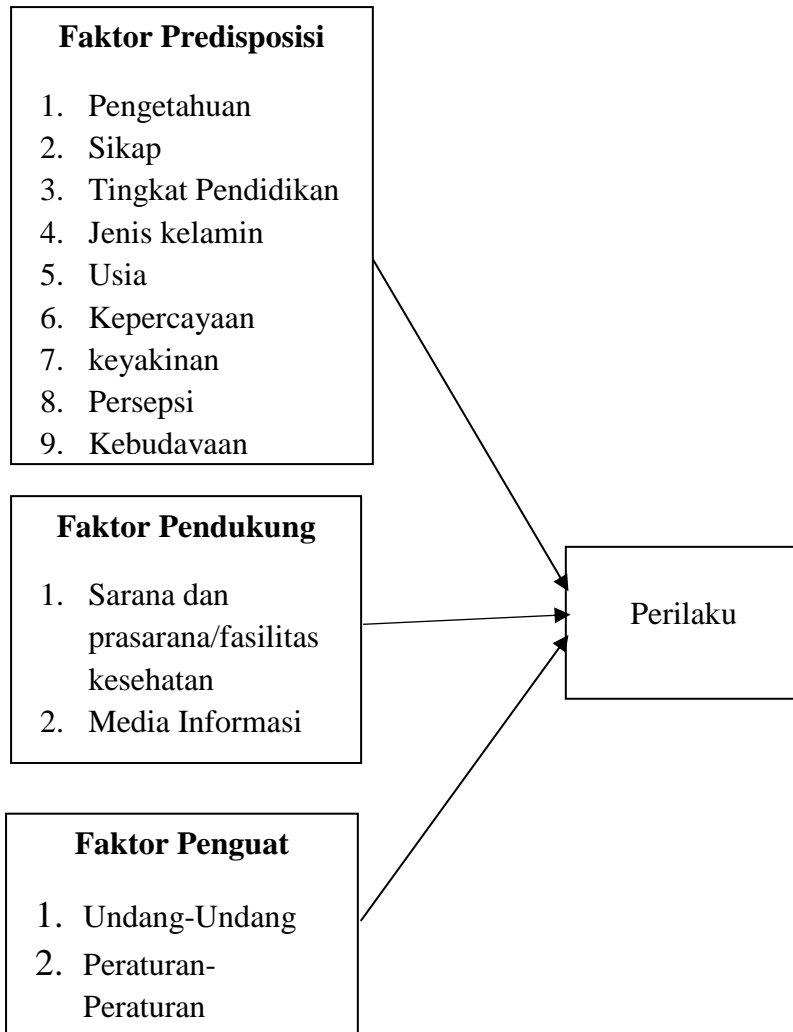 Faktor Predisposisi
1. Pengetahuan
2. Sikap
3. Tingkat Pendidikan
4. Jenis kelamin
5. Usia
6. Kepercayaan
7. keyakinan
8. Persepsi
9. Kebudayaan
Faktor Pendukung
1. Sarana dan
prasarana/fasilitas
kesehatan
2. Media Informasi
Perilaku
Faktor Penguat
1. Undang-Undang
2. Peraturan-
Peraturan